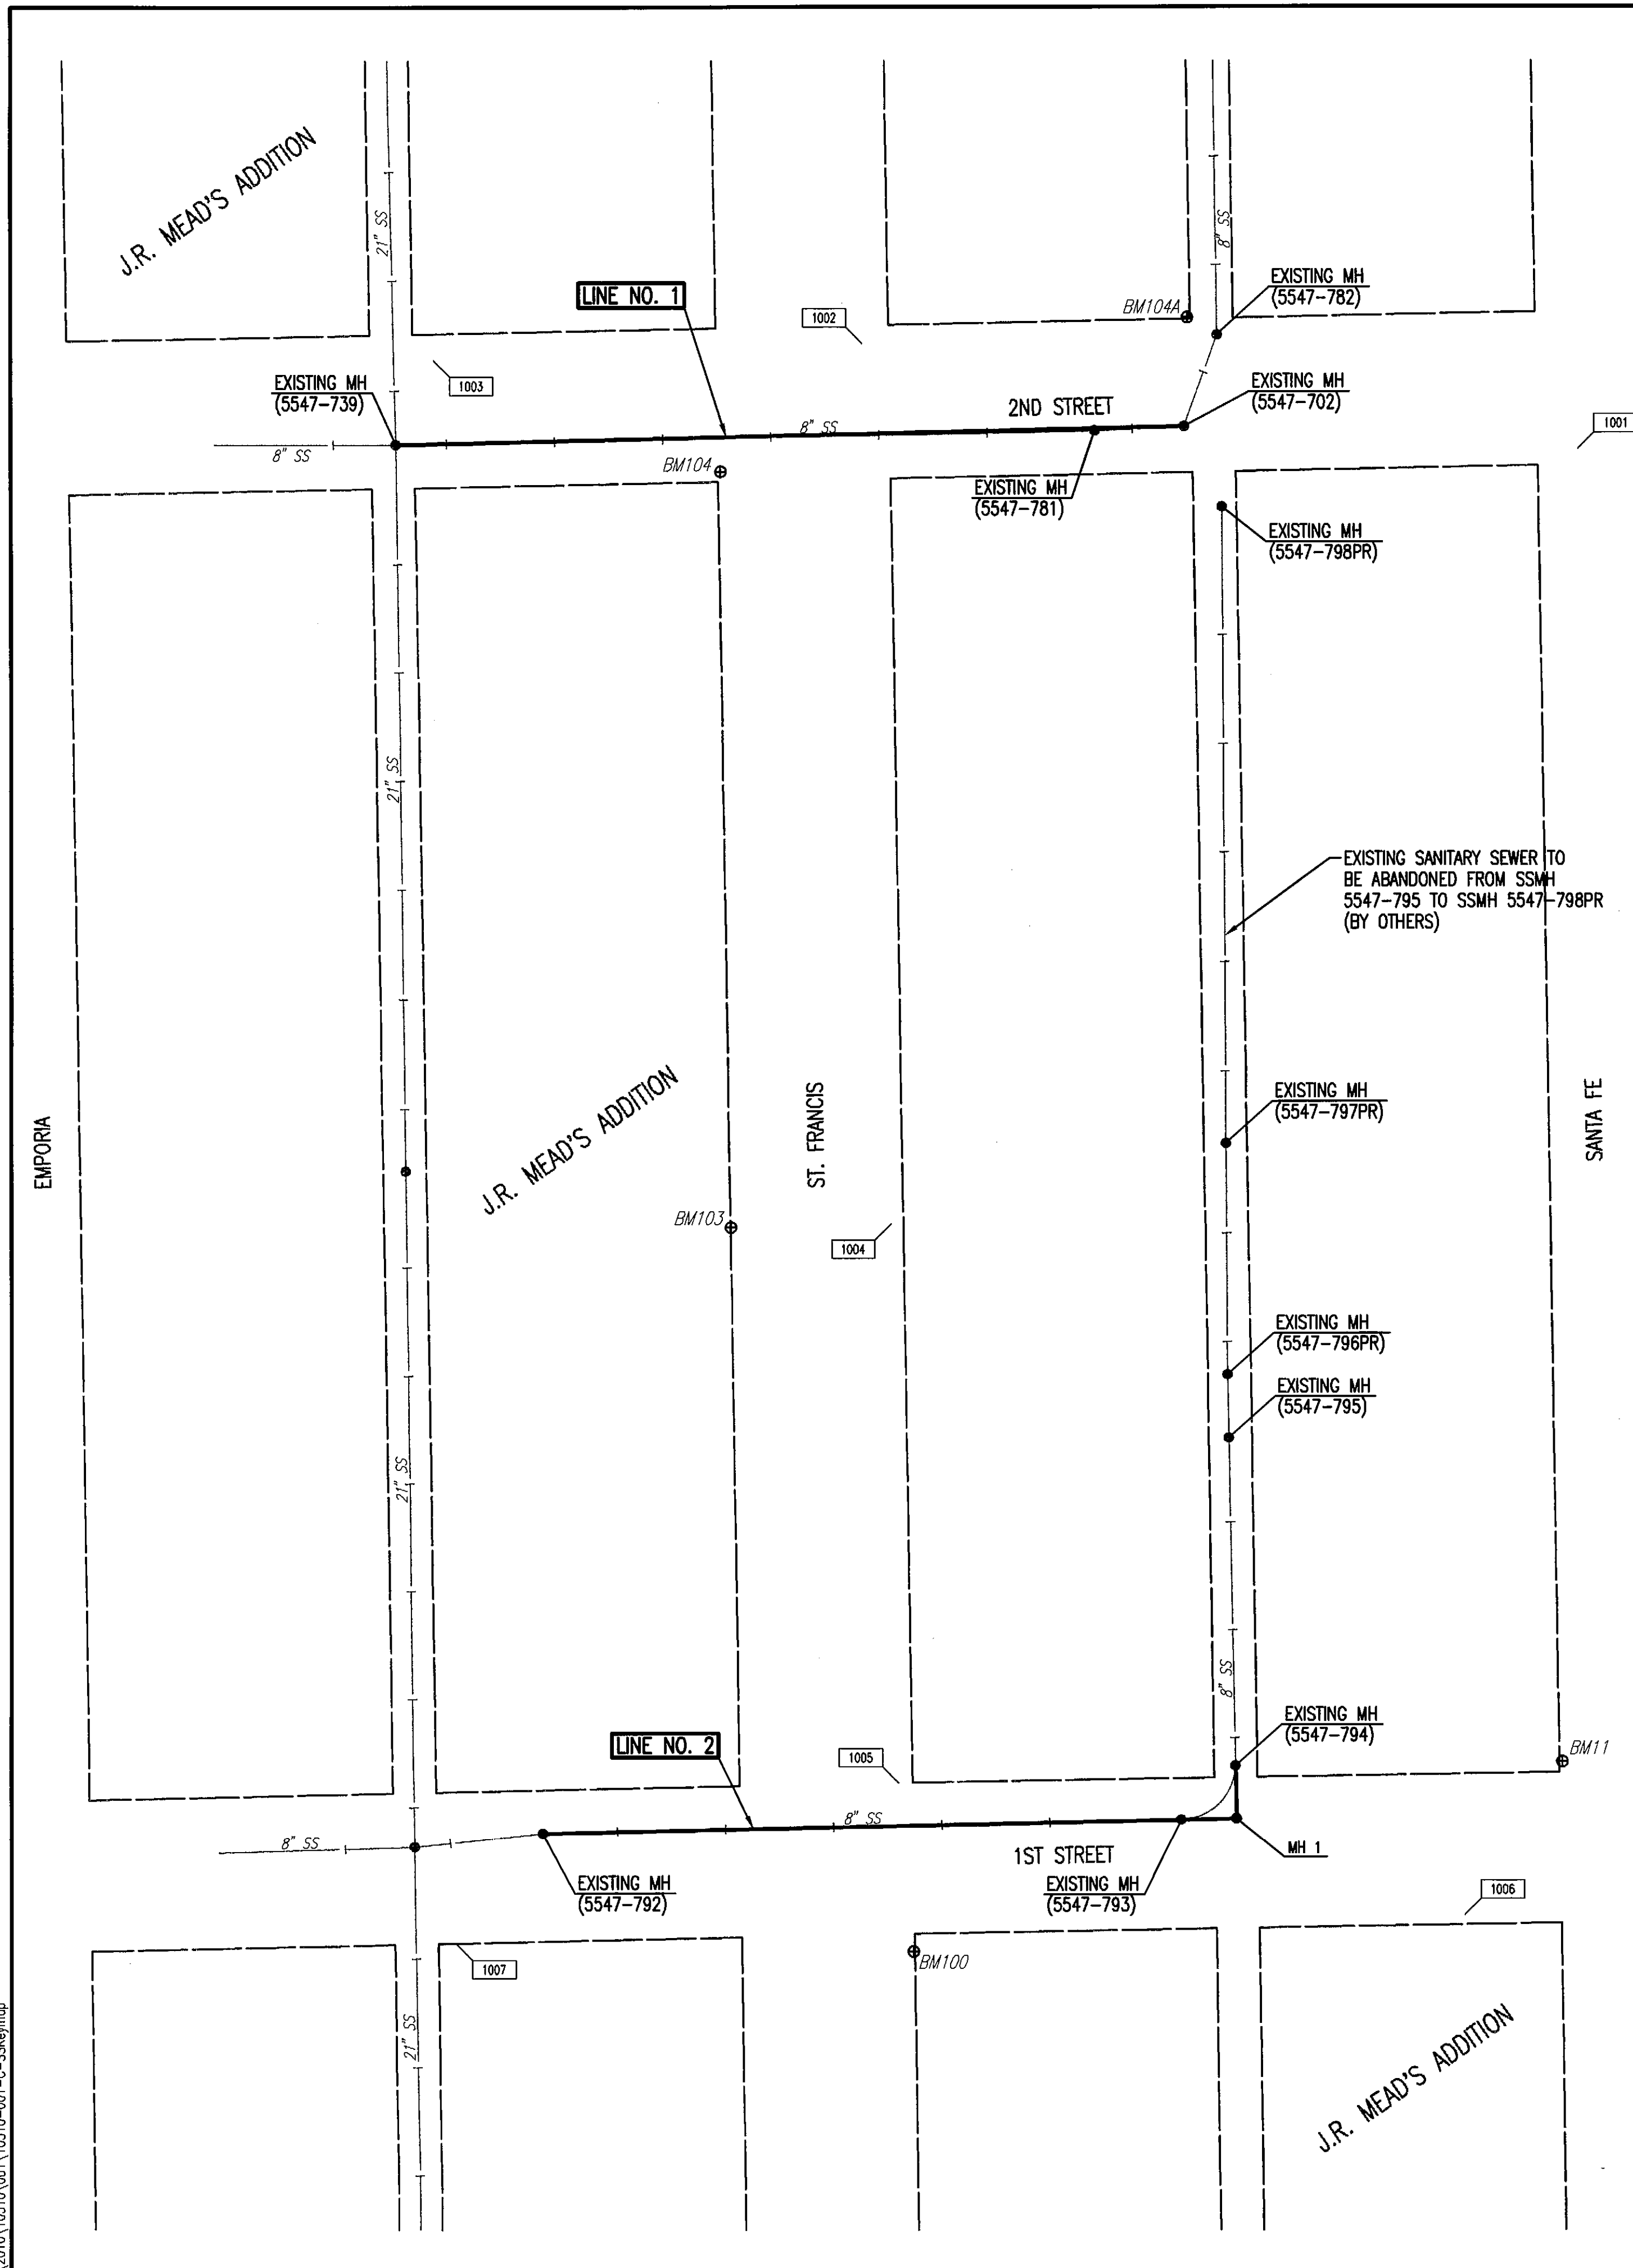 J.R. MEAD'S ADDITION
21" SS
8" SS
EXISTING MH
(5547-782)
LINE NO. 1
1002
BM104A
1003
EXISTING MH
(5547-739)
EXISTING MH
(5547-702)
2ND STREET
8" SS
8" SS
1001
BM104
EXISTING MH
(5547-781)
EXISTING MH
(5547-798PR)
21" SS
EXISTING SANITARY SEWER TO
BE ABANDONED FROM SSMH
5547-795 TO SSMH 5547-798PR
(BY OTHERS)
EMPORIA
J.R. MEAD'S ADDITION
ST. FRANCIS
SANTA FE
EXISTING MH
(5547-797PR)
BM103
1004
EXISTING MH
(5547-796PR)
EXISTING MH
(5547-795)
21" SS
8" SS
EXISTING MH
(5547-794)
LINE NO. 2
1005
BM11
8" SS
8" SS
1ST STREET
MH 1
EXISTING MH
(5547-792)
EXISTING MH
(5547-793)
1006
BM100
1007
21" SS
J.R. MEAD'S ADDITION